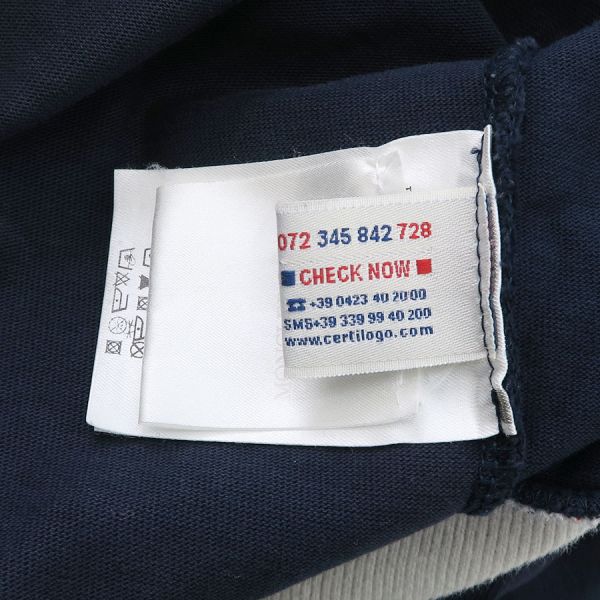 072 345 842 728
CHECK NOW
☎ +39 0423 40 20 00
SMS+39 339 99 40 200
www.certilogo.com